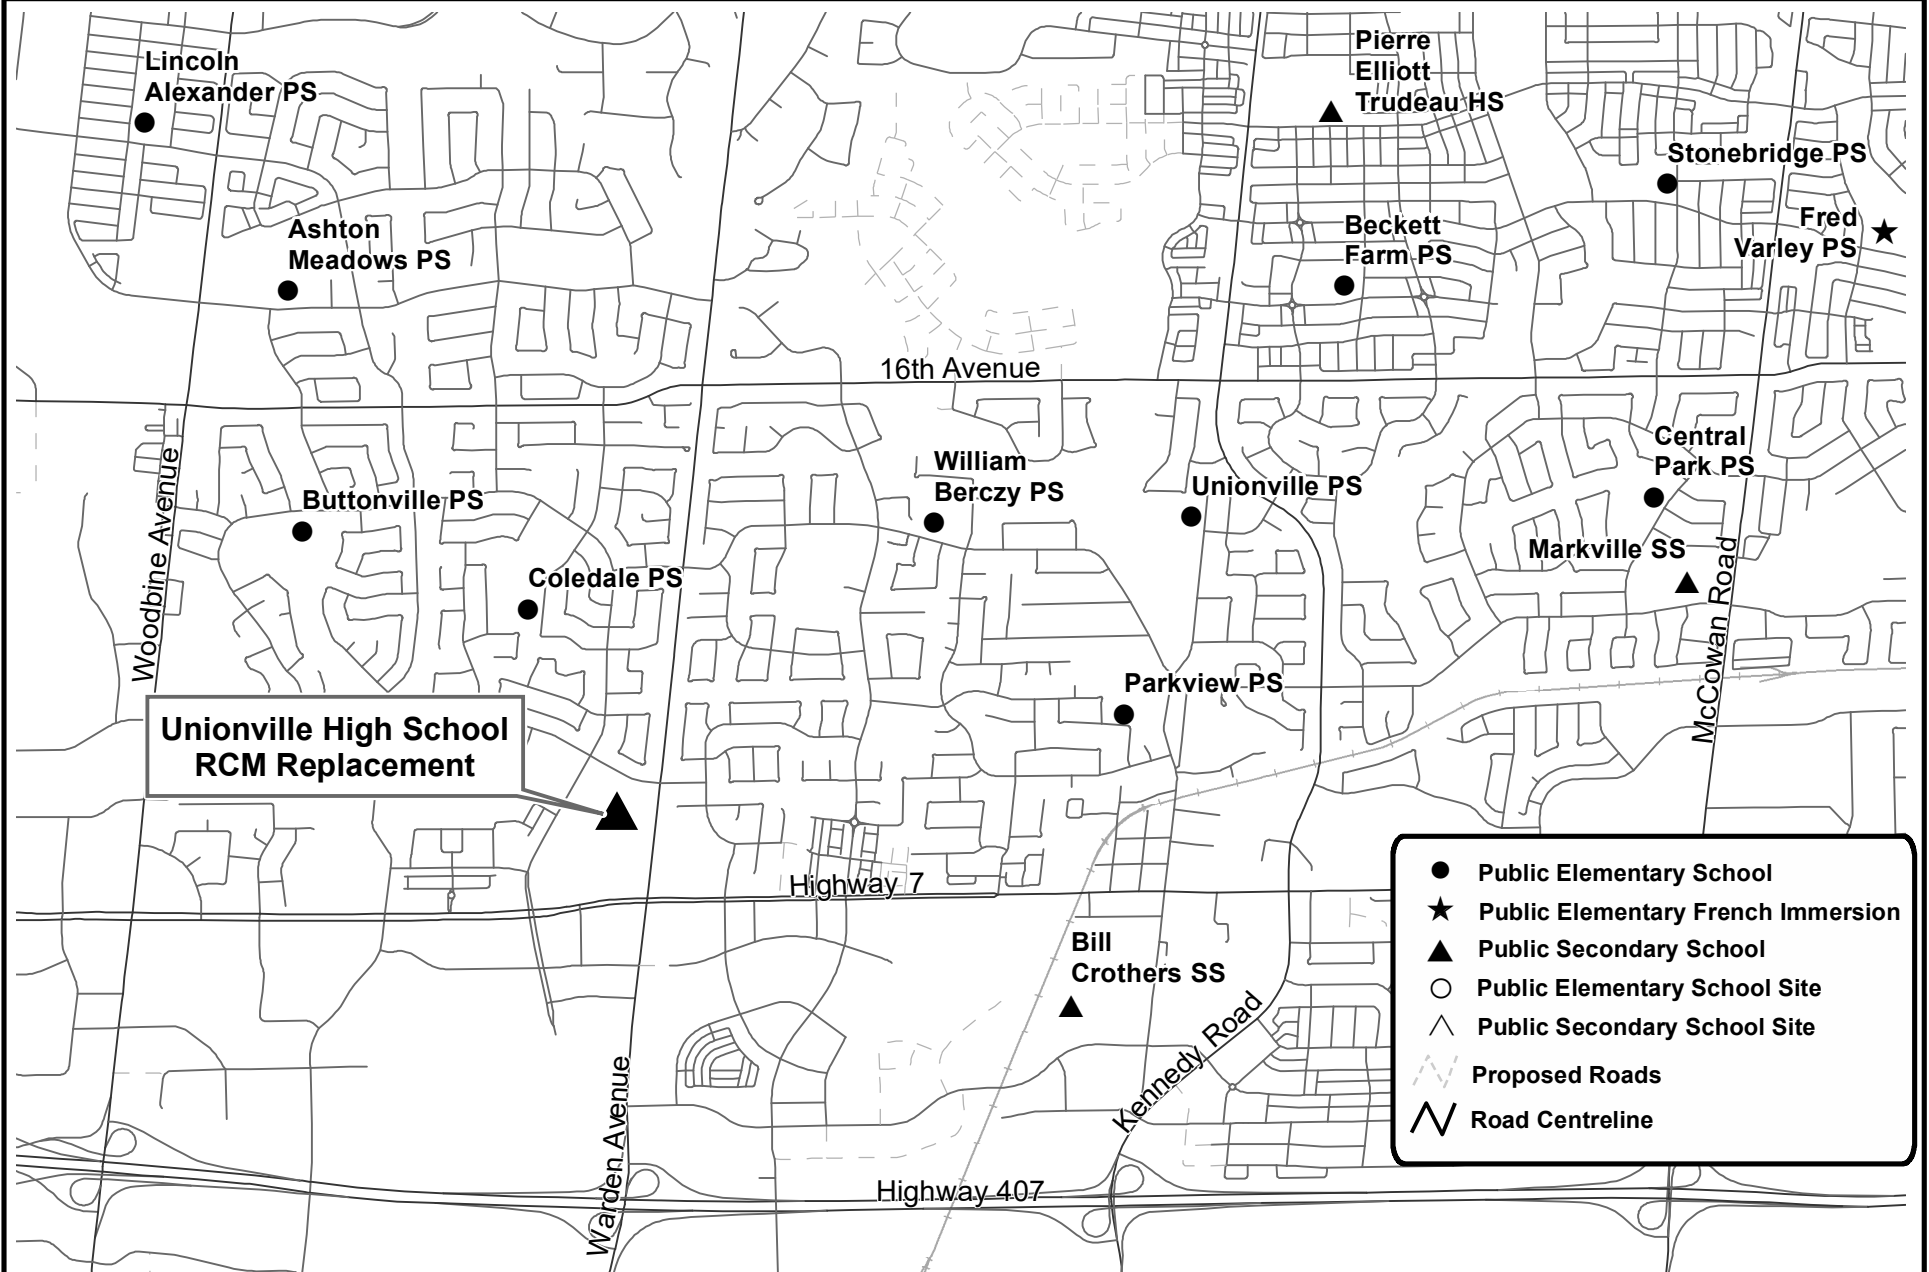 Lincoln
Alexander PS
Pierre
Elliott
Trudeau HS
Stonebridge PS
Ashton
Meadows PS
Beckett
Farm PS
Fred
Varley PS
16th Avenue
Central
Park PS
William
Berczy PS
Buttonville PS
Unionville PS
Woodbine Avenue
Markville SS
Coledale PS
McCowan Road
Parkview PS
Unionville High School
RCM Replacement
Highway 7
Bill
Crothers SS
Kennedy Road
Warden Avenue
Highway 407
Public Elementary School
Public Elementary French Immersion
Public Secondary School
Public Elementary School Site
Public Secondary School Site
Proposed Roads
Road Centreline